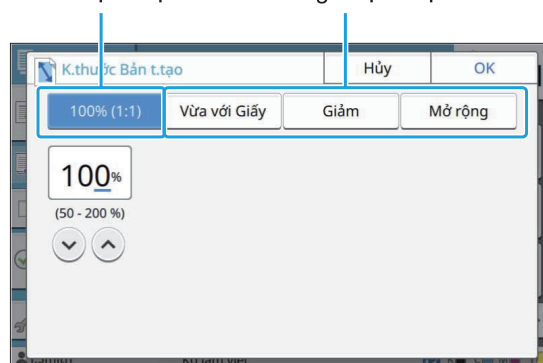 K.thước Bản t.tạo
Hủy
OK
100% (1:1)
Vừa với Giấy
Giảm
Mở rộng
100%
(50 - 200 %)